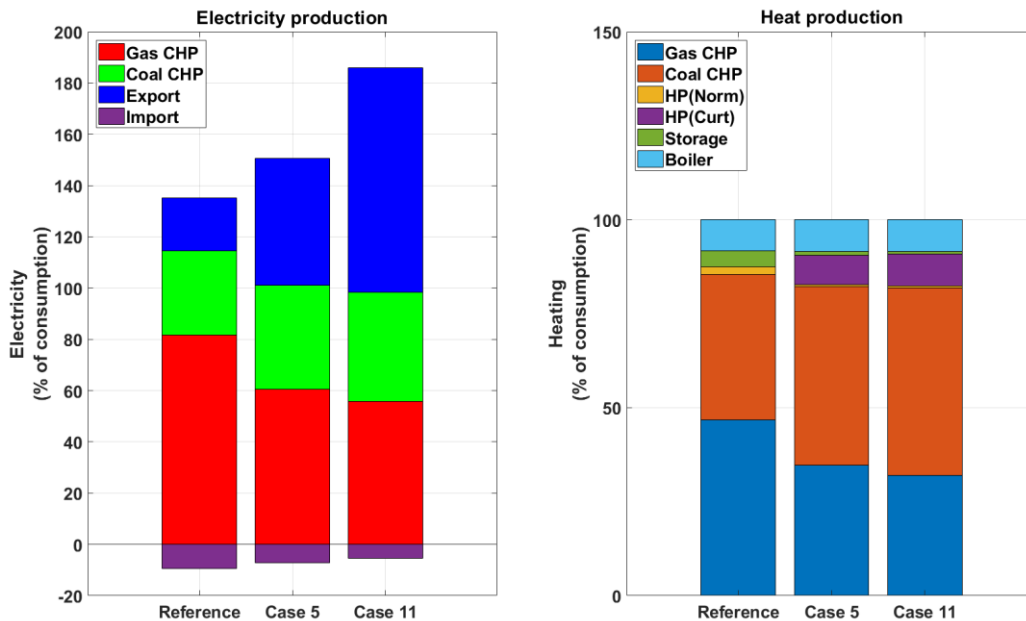 Electricity production
200
180
160
140
120
100
80
60
40
20
0
-20
Electricity
(% of consumption)
Gas CHP
Coal CHP
Export
Import
Reference Case 5 Case 11
Heat production
150
100
50
0
Heating
(% of consumption)
Gas CHP
Coal CHP
HP(Norm)
HP(Curt)
Storage
Boiler
Reference Case 5 Case 11